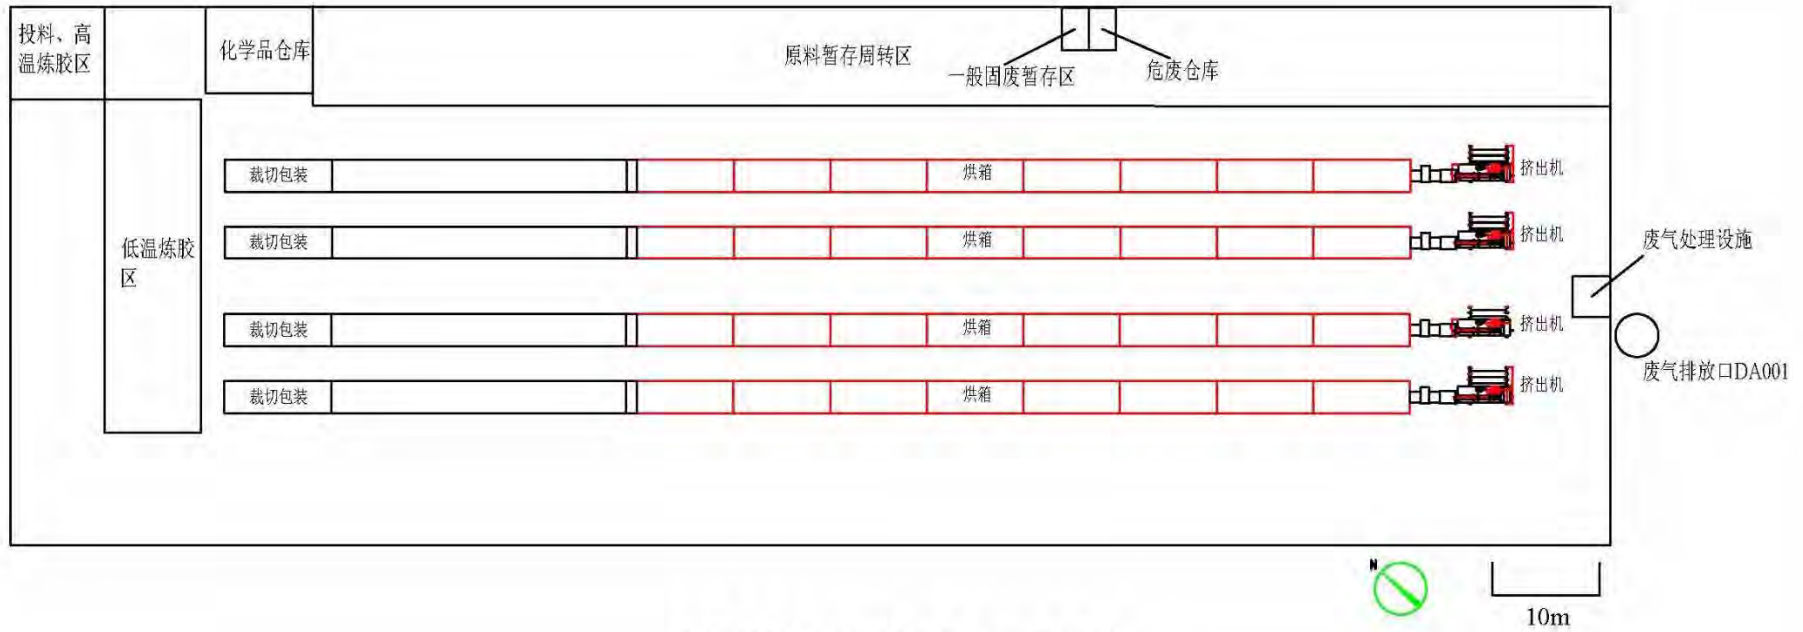 投料、高
温炼胶区
化学品仓库
原料暂存周转区
一般固废暂存区
危废仓库
裁切包装
烘箱
挤出机
低温炼胶
区
裁切包装
烘箱
挤出机
废气处理设施
裁切包装
烘箱
挤出机
废气排放口DA001
裁切包装
烘箱
挤出机
N
10m